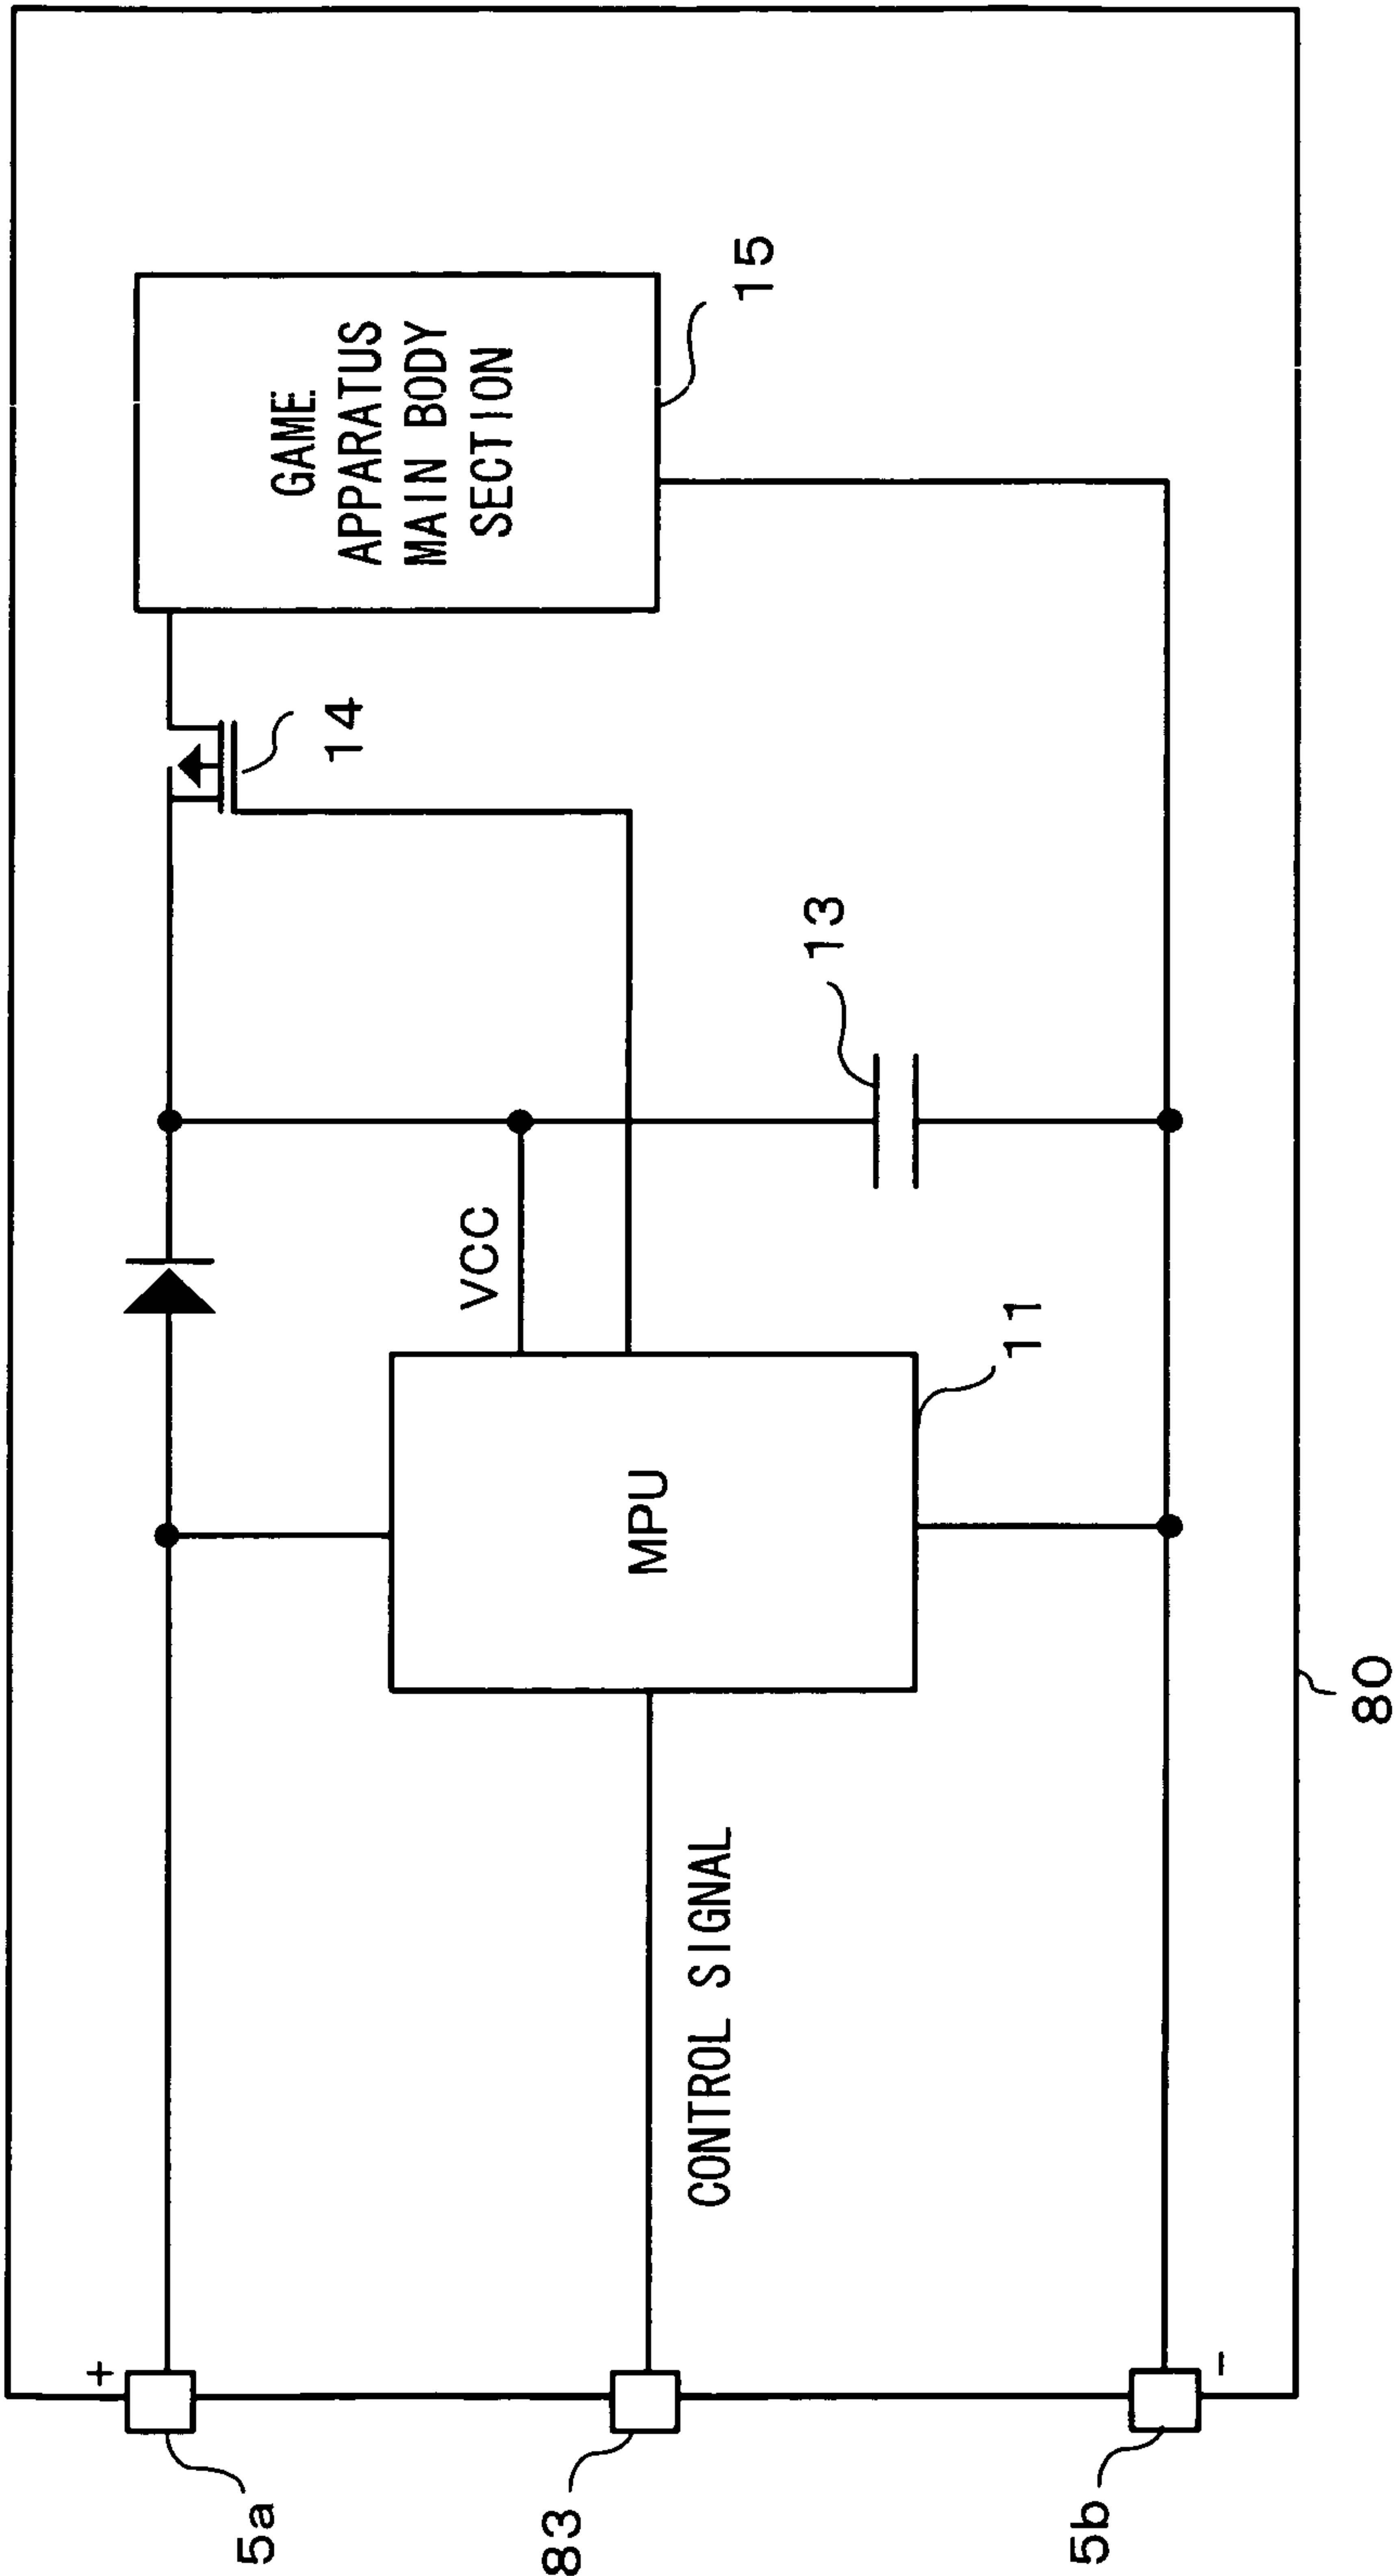 +
5a
83
5b
−
CONTROL SIGNAL
MPU
11
VCC
13
14
GAME
APPARATUS
MAIN BODY
SECTION
15
80